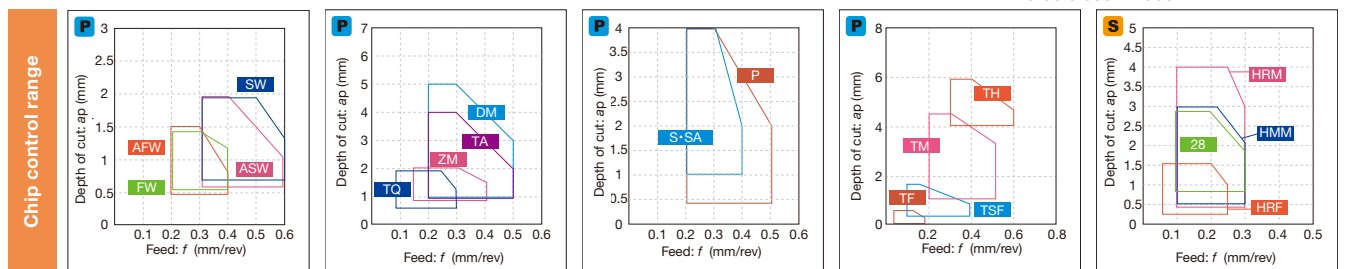 Chip control range
P
3
2.5
2
1.5
1
0.5
0
Depth of cut: ap (mm)
SW
AFW
ASW
FW
0.1 0.2 0.3 0.4 0.5 0.6
Feed: f (mm/rev)
P
7
6
5
4
3
2
1
0
Depth of cut: ap (mm)
DM
TA
ZM
TQ
0.1 0.2 0.3 0.4 0.5 0.6
Feed: f (mm/rev)
P
4
3.5
3
2.5
2
1.5
1
0.5
0
Depth of cut: ap (mm)
P
S•SA
0.1 0.2 0.3 0.4 0.5 0.6
Feed: f (mm/rev)
P
8
6
4
2
0
Depth of cut: ap (mm)
TH
TM
TF
TSF
0.2 0.4 0.6 0.8
Feed: f (mm/rev)
S
5
4.5
4
3.5
3
2.5
2
1.5
1
0.5
0
Depth of cut: ap (mm)
HRM
HMM
28
HRF
0.1 0.2 0.3 0.4 0.5
Feed: f (mm/rev)